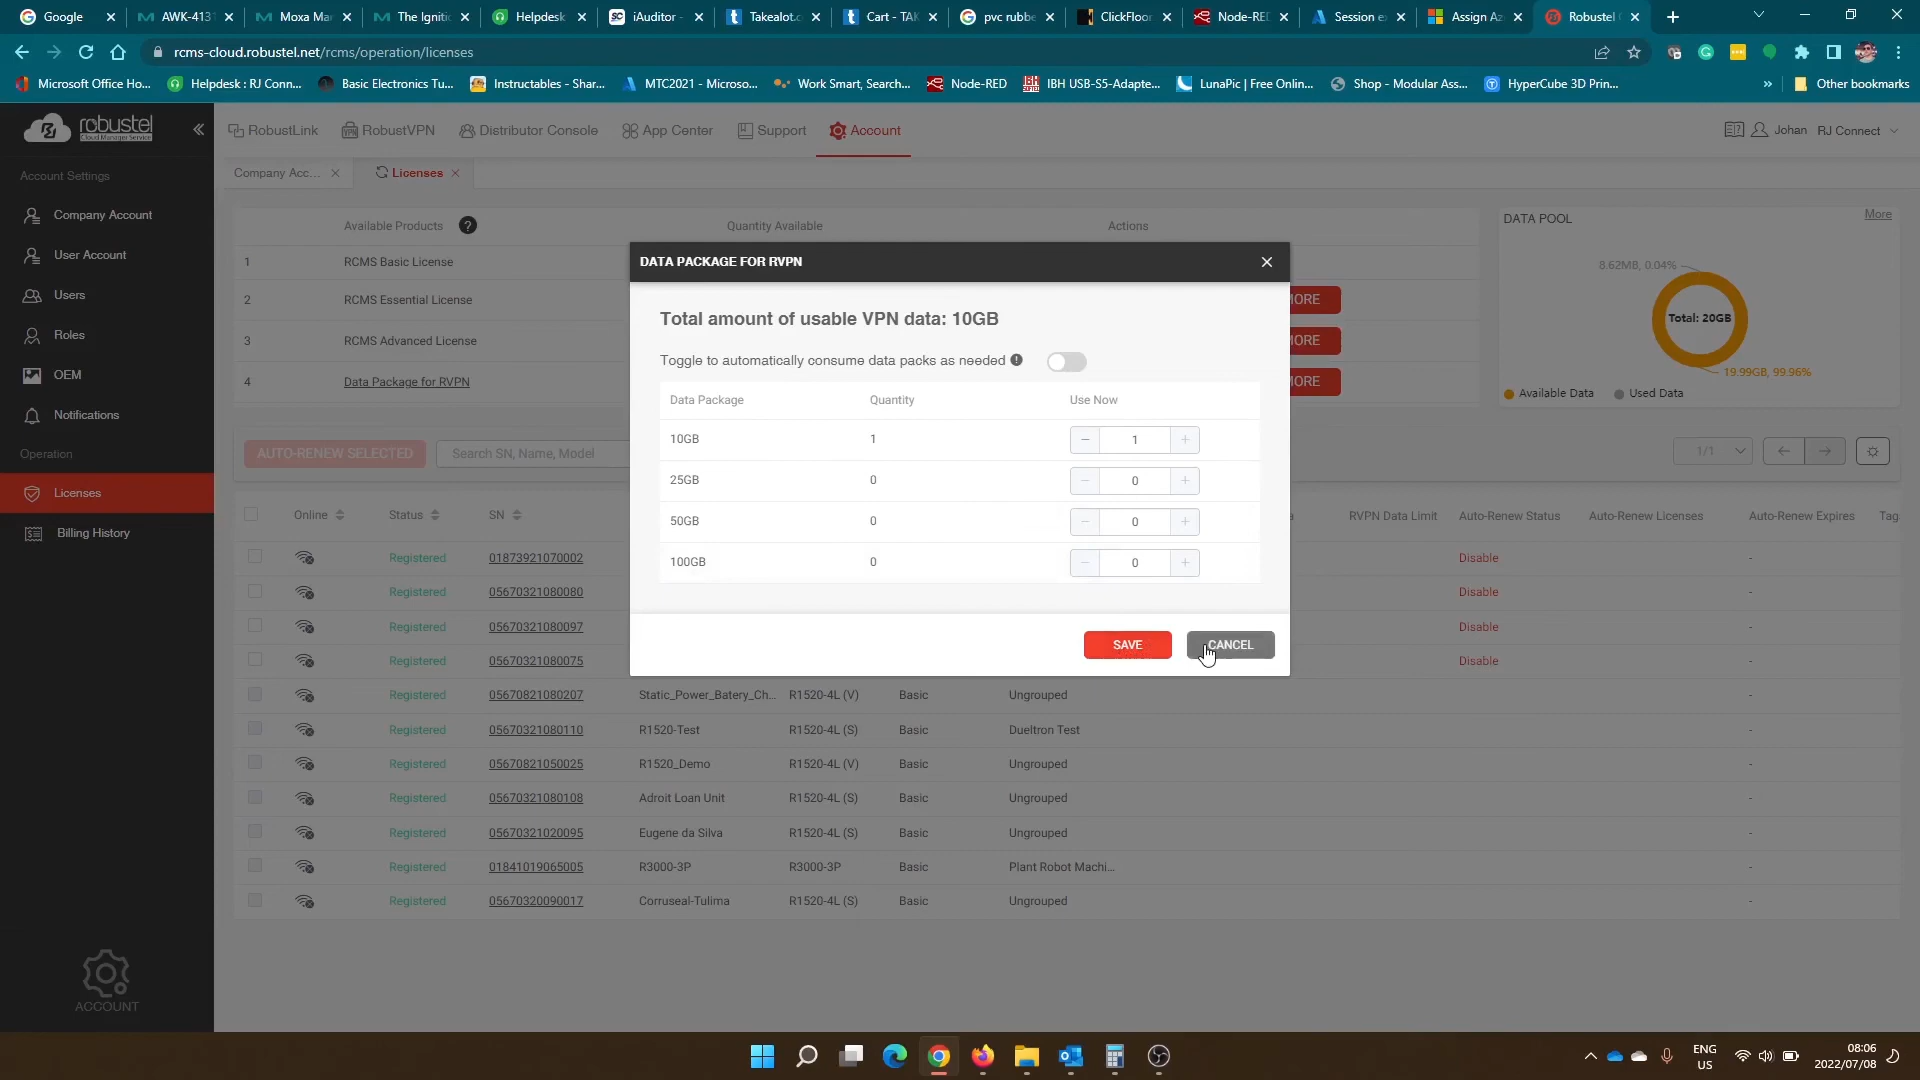 Google
AWK-4131
Moxa Mar
The Igniti
Helpdesk
iAuditor -
Takealot.c
Cart - TAK
pvc rubbe
ClickFloor
Node-RED
Session e
Assign Az
Robustel
rcms-cloud.robustel.net/rcms/operation/licenses
Microsoft Office Ho...
Helpdesk : RJ Conn...
Basic Electronics Tu...
Instructables - Shar...
MTC2021 - Microso...
Work Smart, Search...
Node-RED
IBH USB-S5-Adapte...
LunaPic | Free Onlin...
Shop - Modular Ass...
HyperCube 3D Prin...
»
Other bookmarks
robustel
Cloud Manager Service
RobustLink
RobustVPN
Distributor Console
App Center
Support
Account
Johan
RJ Connect
Company Acc...
Licenses
Account Settings
Company Account
User Account
Users
Roles
OEM
Notifications
Operation
Licenses
Billing History
ACCOUNT
Available Products
Quantity Available
Actions
1 RCMS Basic License
2 RCMS Essential License
3 RCMS Advanced License
4 Data Package for RVPN
MORE
MORE
MORE
DATA POOL
More
8.62MB, 0.04%
Total: 20GB
19.99GB, 99.96%
Available Data
Used Data
DATA PACKAGE FOR RVPN
Total amount of usable VPN data: 10GB
Toggle to automatically consume data packs as needed
Data Package Quantity Use Now
10GB 1 − 1 +
25GB 0 − 0 +
50GB 0 − 0 +
100GB 0 − 0 +
SAVE
CANCEL
AUTO-RENEW SELECTED
Search SN, Name, Model
1/1
Online Status SN RVPN Data Limit Auto-Renew Status Auto-Renew Licenses Auto-Renew Expires Tag
Registered 01873921070002 Disable -
Registered 05670321080080 Disable -
Registered 05670321080097 Disable -
Registered 05670321080075 Disable -
Registered 05670821080207 Static_Power_Batery_Ch... R1520-4L (V) Basic Ungrouped -
Registered 05670321080110 R1520-Test R1520-4L (S) Basic Dueltron Test -
Registered 05670821050025 R1520_Demo R1520-4L (V) Basic Ungrouped -
Registered 05670321080108 Adroit Loan Unit R1520-4L (S) Basic Ungrouped -
Registered 05670321020095 Eugene da Silva R1520-4L (S) Basic Ungrouped -
Registered 01841019065005 R3000-3P R3000-3P Basic Plant Robot Machi... -
Registered 05670320090017 Corruseal-Tulima R1520-4L (S) Basic Ungrouped -
ENG
US
08:06
2022/07/08